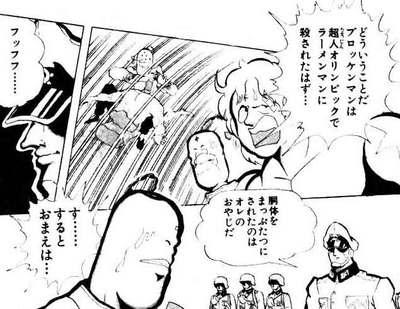 どういうことだ
ブロッケンマンは
超人オリンピックで
ラーメンマンに
殺されたはず…
フッフフ……
胴体を
まっぷたつに
されたのは
オレの
おやじだ
す……
すると
おまえは…